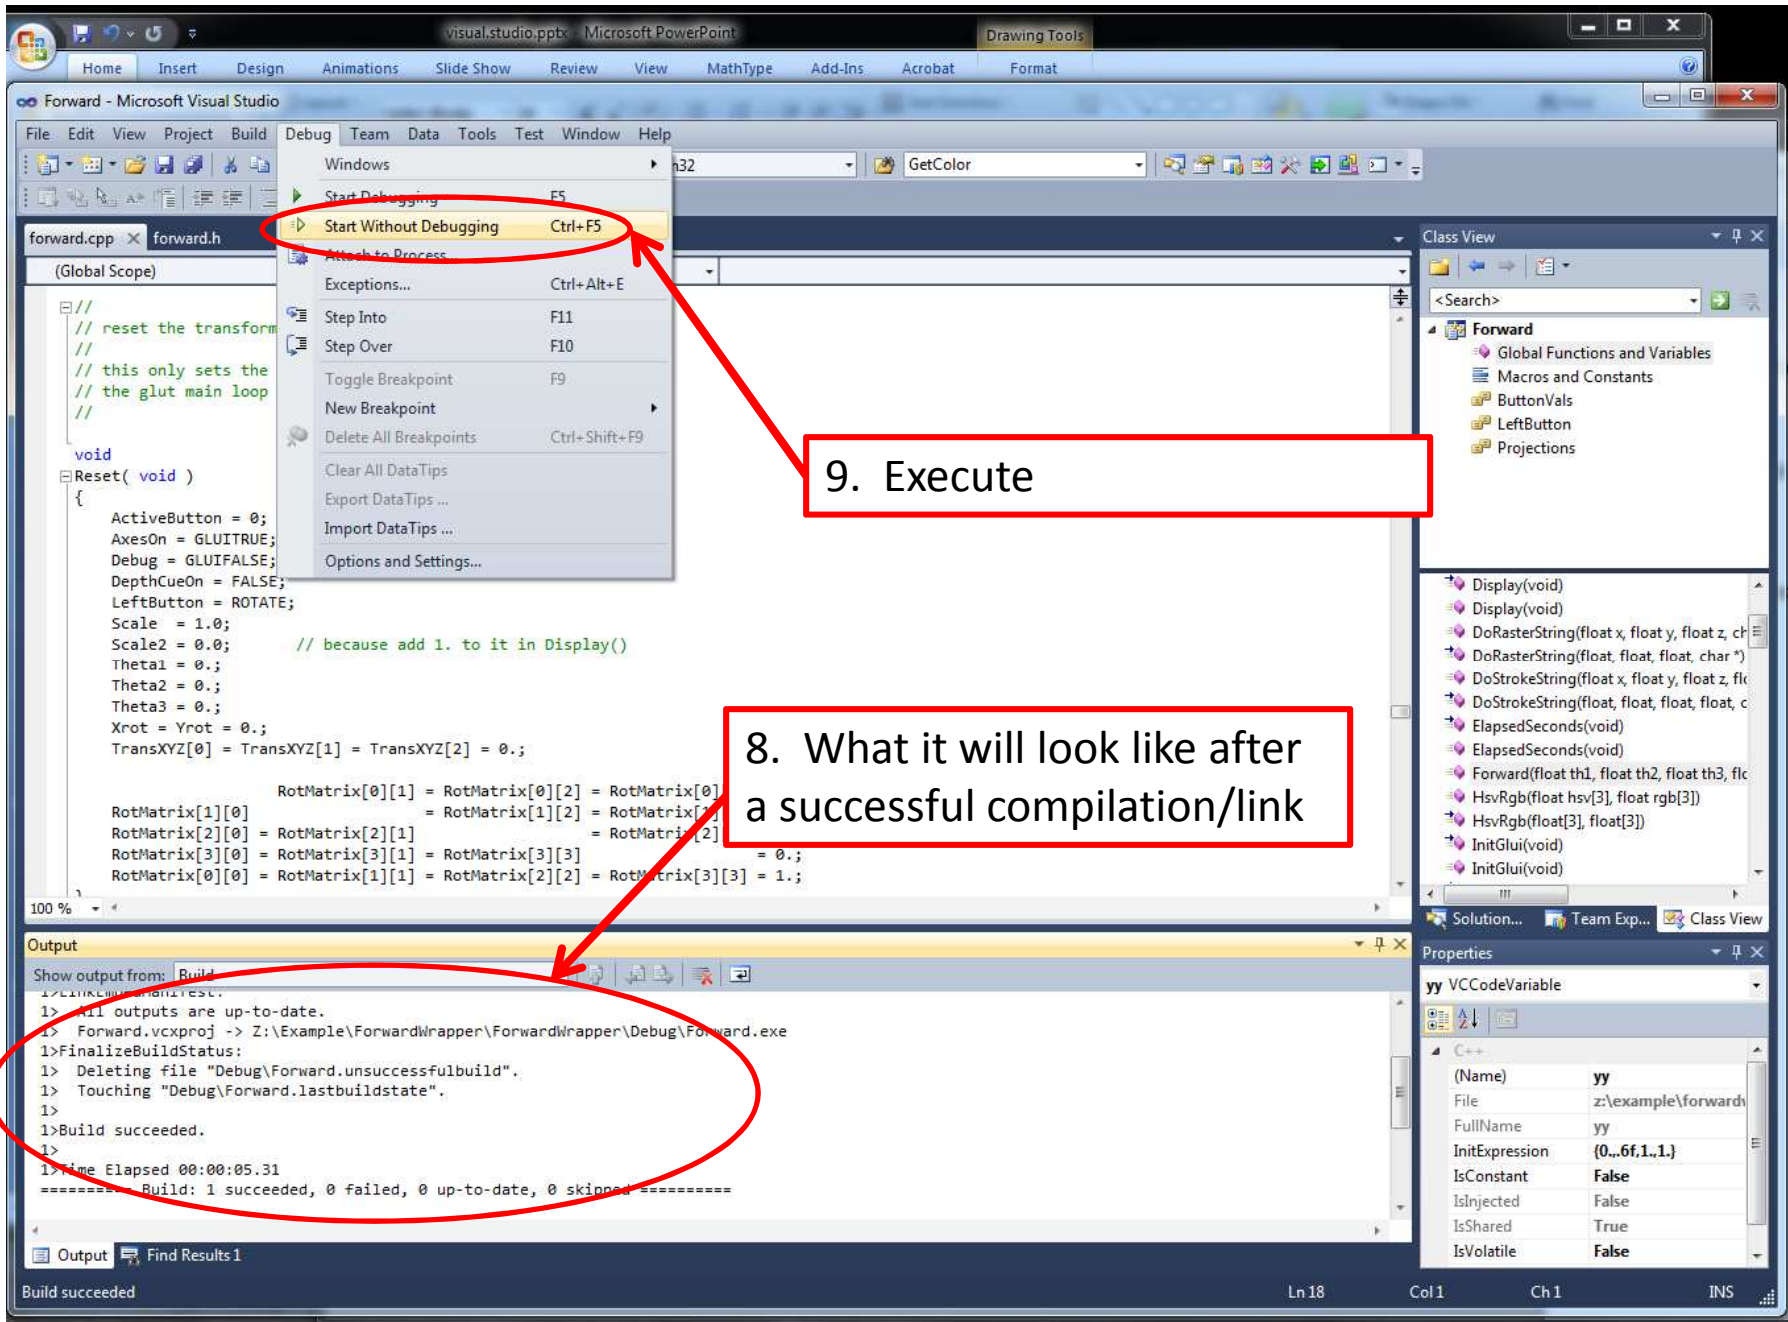 visual.studio.pptx - Microsoft PowerPoint
Drawing Tools
Home Insert Design Animations Slide Show Review View MathType Add-Ins Acrobat Format
Forward - Microsoft Visual Studio
File Edit View Project Build Debug Team Data Tools Test Window Help
GetColor
Windows
Start Debugging F5
Start Without Debugging Ctrl+F5
Attach to Process...
Exceptions... Ctrl+Alt+E
Step Into F11
Step Over F10
Toggle Breakpoint F9
New Breakpoint
Delete All Breakpoints Ctrl+Shift+F9
Clear All DataTips
Export DataTips ...
Import DataTips ...
Options and Settings...
forward.cpp forward.h
(Global Scope)
//
// reset the transform
//
// this only sets the
// the glut main loop
//
void
Reset( void )
{
ActiveButton = 0;
AxesOn = GLUITRUE;
Debug = GLUIFALSE;
DepthCueOn = FALSE;
LeftButton = ROTATE;
Scale = 1.0;
Scale2 = 0.0; // because add 1. to it in Display()
Theta1 = 0.;
Theta2 = 0.;
Theta3 = 0.;
Xrot = Yrot = 0.;
TransXYZ[0] = TransXYZ[1] = TransXYZ[2] = 0.;
RotMatrix[0][1] = RotMatrix[0][2] = RotMatrix[0]
RotMatrix[1][0] = RotMatrix[1][2] = RotMatrix[1]
RotMatrix[2][0] = RotMatrix[2][1] = RotMatrix[2]
RotMatrix[3][0] = RotMatrix[3][1] = RotMatrix[3][3] = 0.;
RotMatrix[0][0] = RotMatrix[1][1] = RotMatrix[2][2] = RotMatrix[3][3] = 1.;
}
100 %
9. Execute
8. What it will look like after
a successful compilation/link
Output
Show output from: Build
1>LinkEmbedManifest:
1> All outputs are up-to-date.
1> Forward.vcxproj -> Z:\Example\ForwardWrapper\ForwardWrapper\Debug\Forward.exe
1>FinalizeBuildStatus:
1> Deleting file "Debug\Forward.unsuccessfulbuild".
1> Touching "Debug\Forward.lastbuildstate".
1>
1>Build succeeded.
1>
1>Time Elapsed 00:00:05.31
========== Build: 1 succeeded, 0 failed, 0 up-to-date, 0 skipped ==========
Output Find Results 1
Build succeeded Ln 18 Col 1 Ch 1 INS
Class View
<Search>
Forward
Global Functions and Variables
Macros and Constants
ButtonVals
LeftButton
Projections
Display(void)
Display(void)
DoRasterString(float x, float y, float z, ch
DoRasterString(float, float, float, char *)
DoStrokeString(float x, float y, float z, flo
DoStrokeString(float, float, float, float, c
ElapsedSeconds(void)
ElapsedSeconds(void)
Forward(float th1, float th2, float th3, flo
HsvRgb(float hsv[3], float rgb[3])
HsvRgb(float[3], float[3])
InitGlui(void)
InitGlui(void)
Solution... Team Exp... Class View
Properties
yy VCCodeVariable
C++
(Name) yy
File z:\example\forward
FullName yy
InitExpression {0.,.6f,1.,1.}
IsConstant False
IsInjected False
IsShared True
IsVolatile False